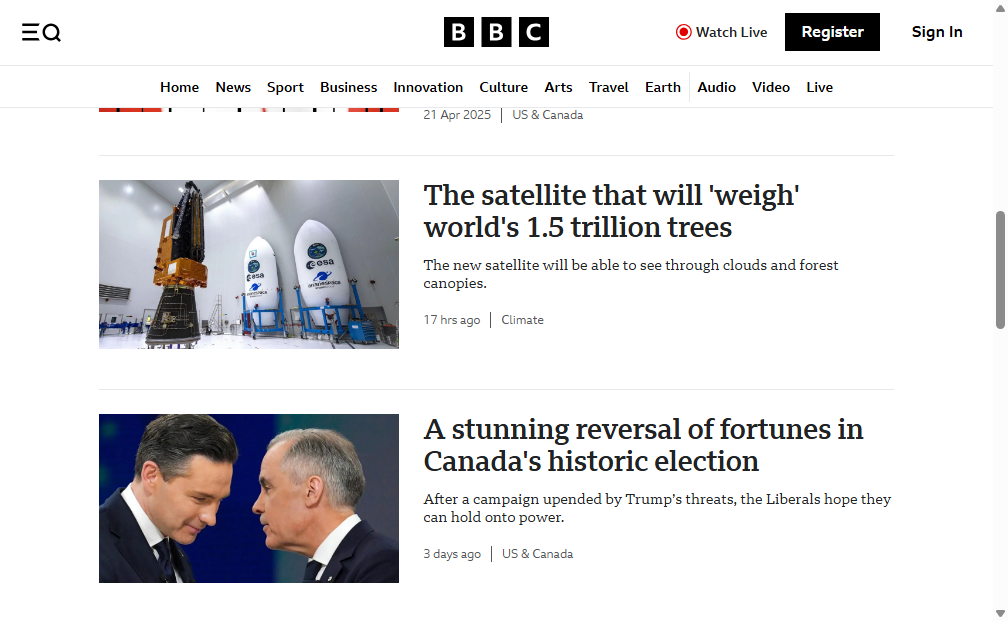 BBC
Watch Live
Register
Sign In
Home News Sport Business Innovation Culture Arts Travel Earth Audio Video Live
21 Apr 2025 | US & Canada
esa
esa
The satellite that will 'weigh'
world's 1.5 trillion trees
The new satellite will be able to see through clouds and forest
canopies.
17 hrs ago | Climate
A stunning reversal of fortunes in
Canada's historic election
After a campaign upended by Trump’s threats, the Liberals hope they
can hold onto power.
3 days ago | US & Canada